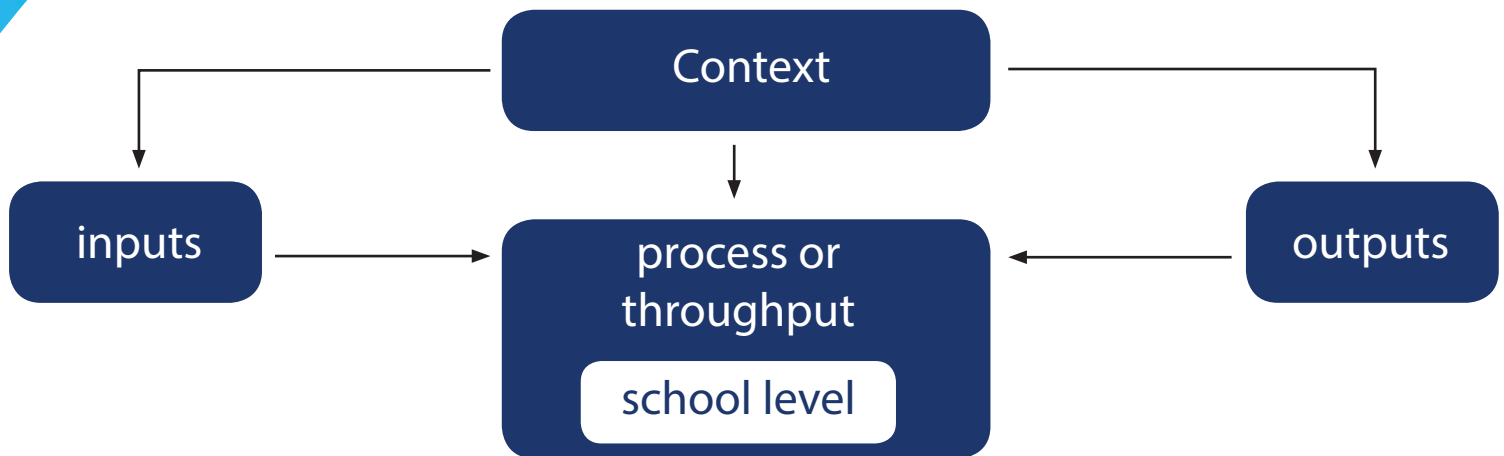 Context
inputs
process or
throughput
outputs
school level